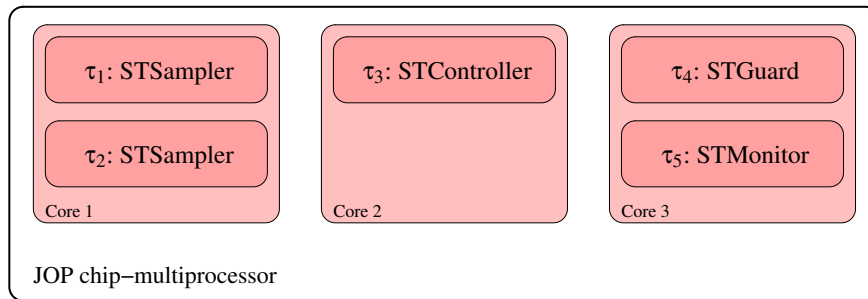 τ1: STSampler
τ2: STSampler
Core 1
τ3: STController
Core 2
τ4: STGuard
τ5: STMonitor
Core 3
JOP chip−multiprocessor